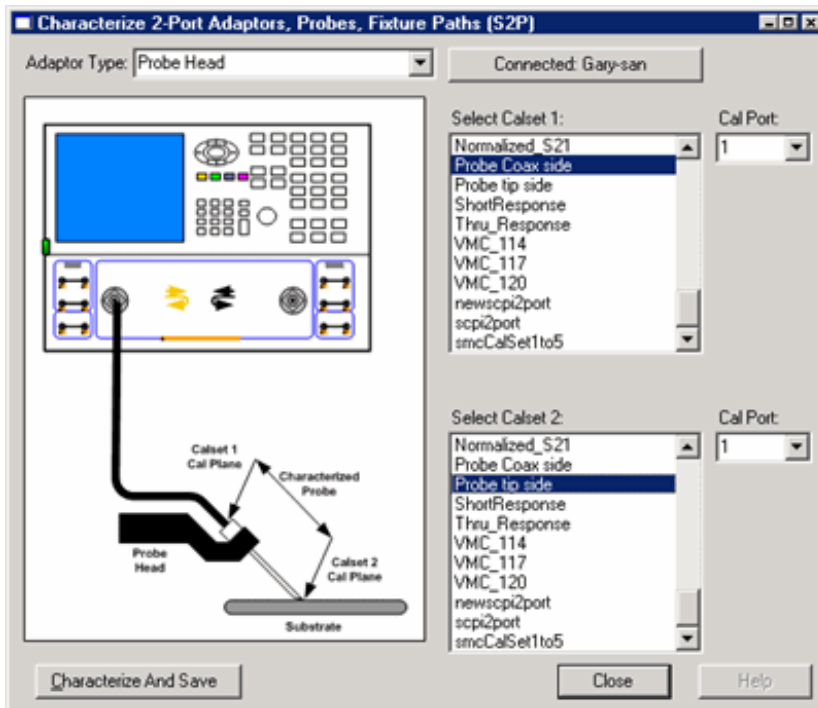 Characterize 2-Port Adaptors, Probes, Fixture Paths (S2P)
Adaptor Type: Probe Head
Connected: Gary-san
Calset 1
Cal Plane
Characterized
Probe
Probe
Head
Calset 2
Cal Plane
Substrate
Select Calset 1:
Cal Port:
Normalized_S21
1
Probe Coax side
Probe tip side
ShortResponse
Thru_Response
VMC_114
VMC_117
VMC_120
newscpi2port
scpi2port
smcCalSet1to5
Select Calset 2:
Cal Port:
Normalized_S21
1
Probe Coax side
Probe tip side
ShortResponse
Thru_Response
VMC_114
VMC_117
VMC_120
newscpi2port
scpi2port
smcCalSet1to5
Characterize And Save
Close
Help